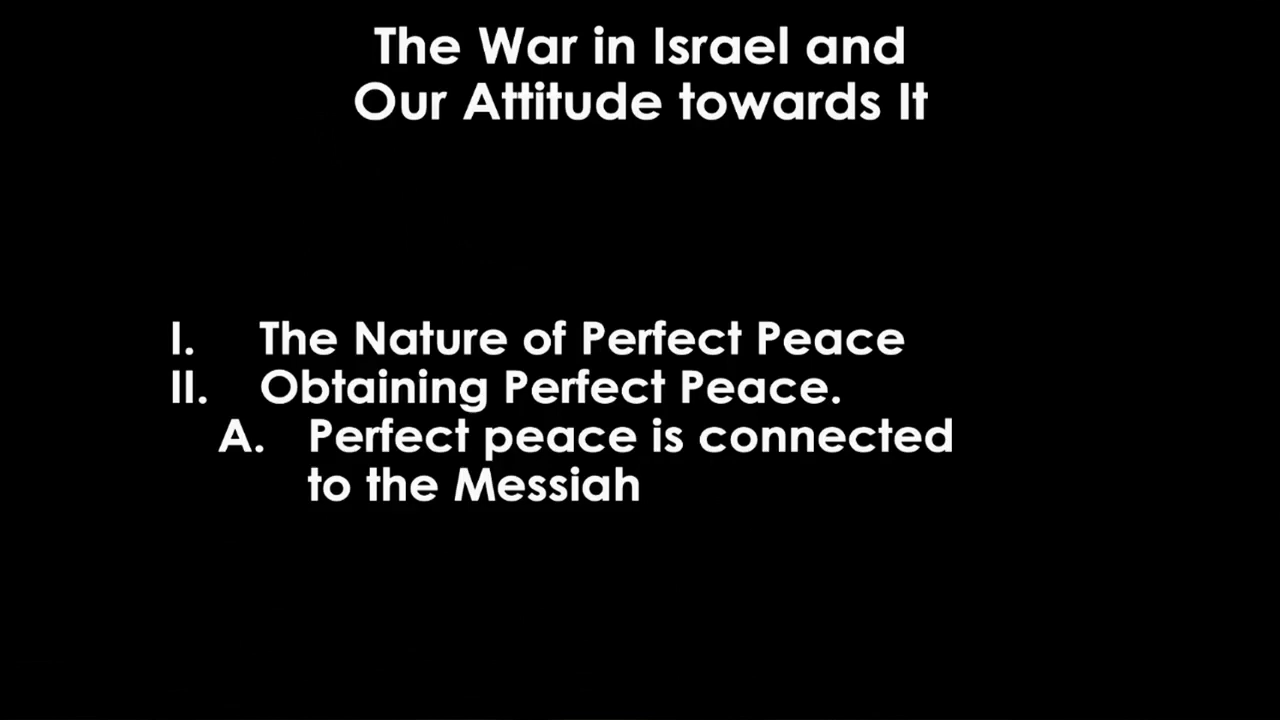 The War in Israel and
Our Attitude towards It
I. The Nature of Perfect Peace
II. Obtaining Perfect Peace.
A. Perfect peace is connected
to the Messiah